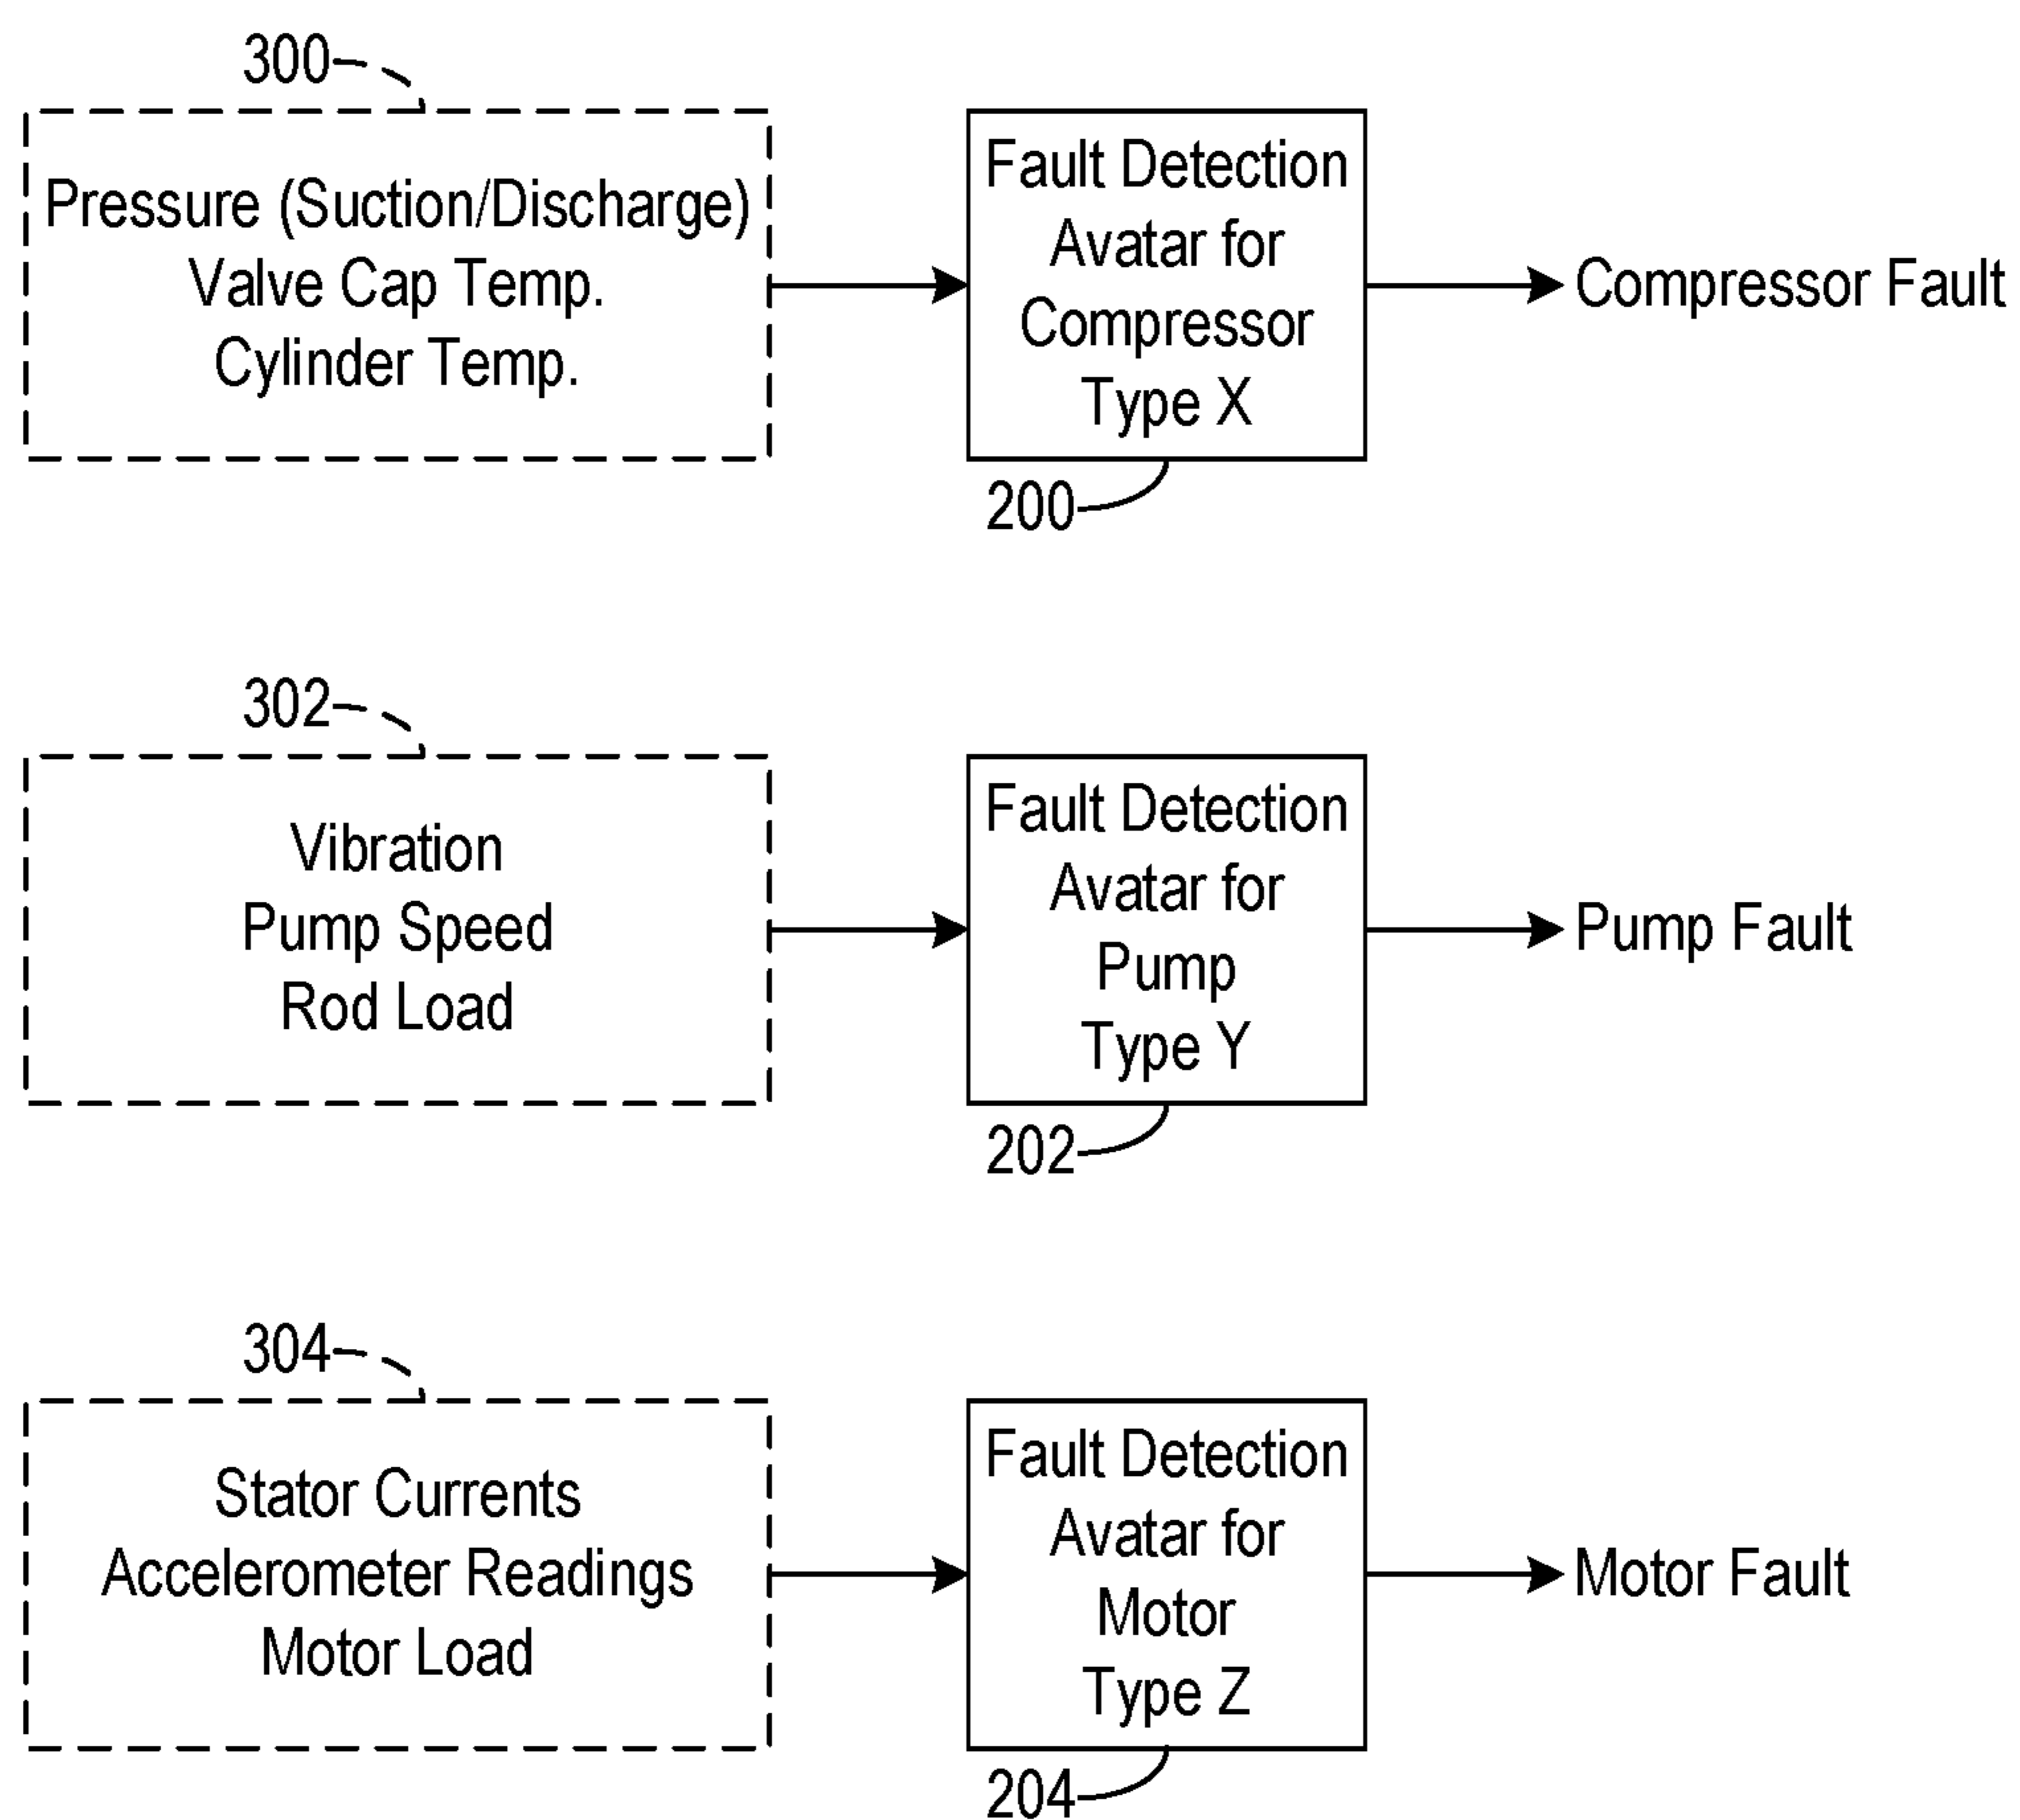 300
Pressure (Suction/Discharge)
Valve Cap Temp.
Cylinder Temp.
Fault Detection
Avatar for
Compressor
Type X
200
Compressor Fault
302
Vibration
Pump Speed
Rod Load
Fault Detection
Avatar for
Pump
Type Y
202
Pump Fault
304
Stator Currents
Accelerometer Readings
Motor Load
Fault Detection
Avatar for
Motor
Type Z
204
Motor Fault